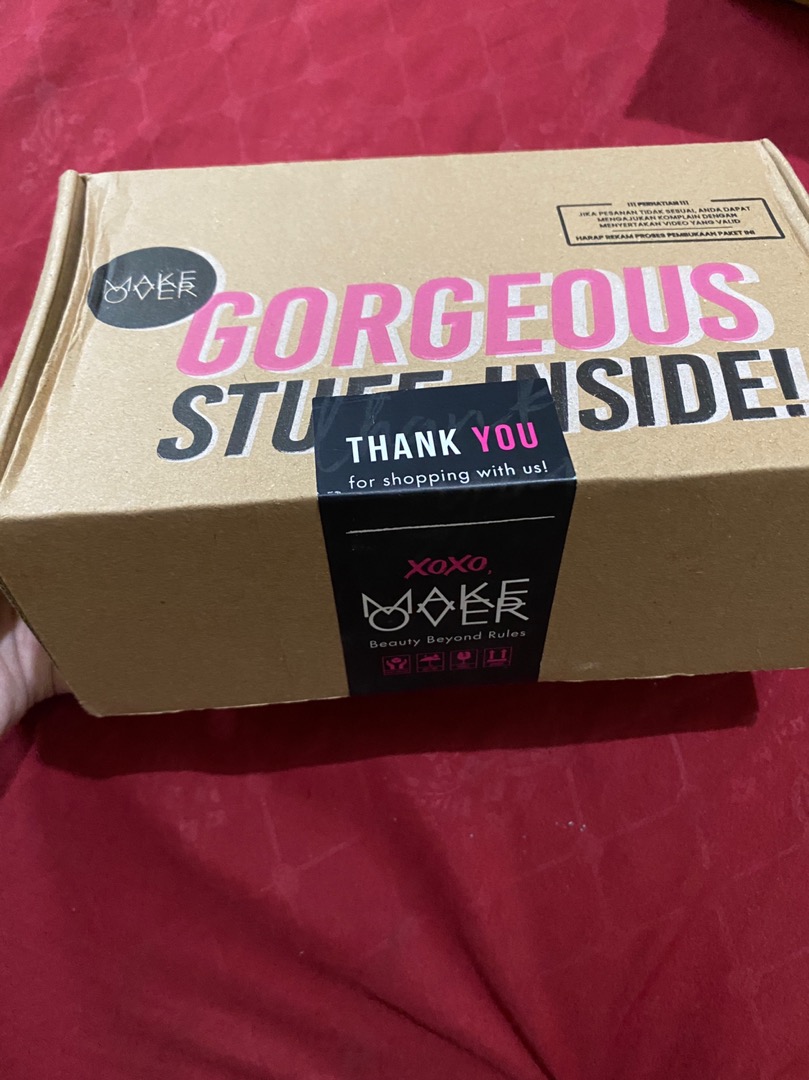 !!! PERHATIAN !!!
JIKA PESANAN TIDAK SESUAI, ANDA DAPAT
MENGAJUKAN KOMPLAIN DENGAN
MENYERTAKAN VIDEO YANG VALID
HARAP REKAM PROSES PEMBUKAAN PAKET INI
MAKE
OVER
GORGEOUS
STUFF INSIDE!
THANK YOU
for shopping with us!
XOXO,
MAKE
OVER
Beauty Beyond Rules